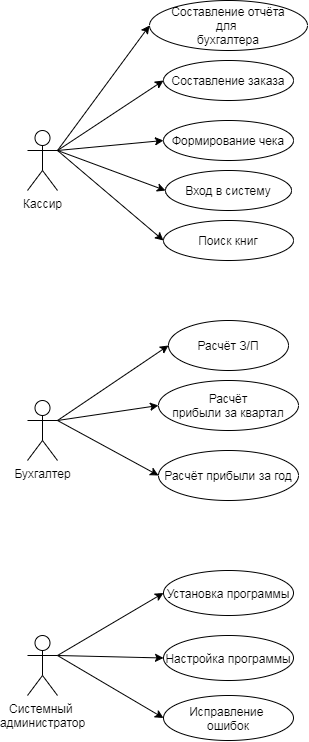 Составление отчёта
для
бухгалтера
Составление заказа
Формирование чека
Вход в систему
Поиск книг
Кассир
Расчёт З/П
Расчёт
прибыли за квартал
Расчёт прибыли за год
Бухгалтер
Установка программы
Настройка программы
Исправление
ошибок
Системный
администратор